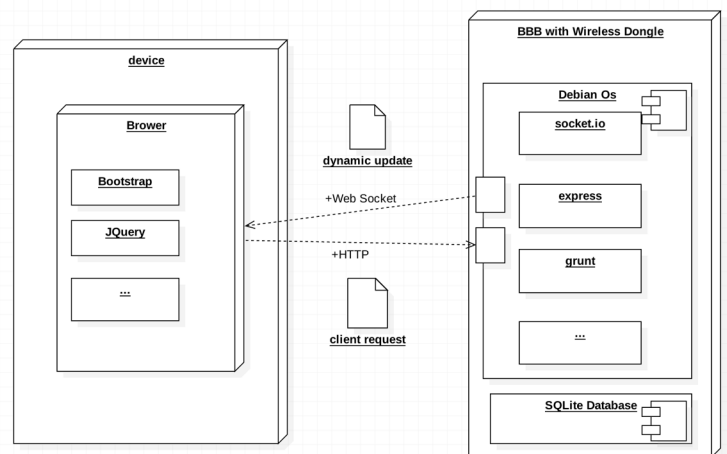 device
Brower
Bootstrap
JQuery
...
dynamic update
+Web Socket
+HTTP
client request
BBB with Wireless Dongle
Debian Os
socket.io
express
grunt
...
SQLite Database